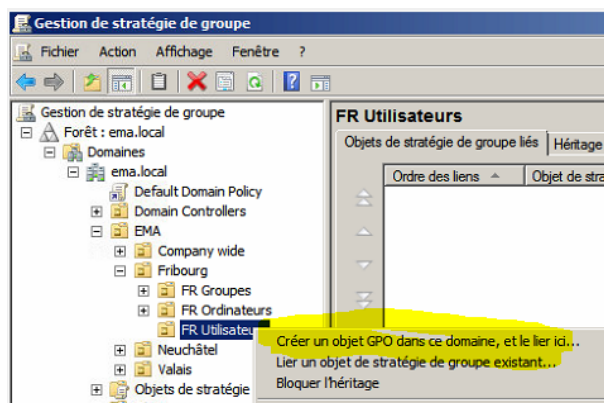 Gestion de stratégie de groupe
Fichier Action Affichage Fenêtre ?
Gestion de stratégie de groupe
Forêt : ema.local
Domaines
ema.local
Default Domain Policy
Domain Controllers
EMA
Company wide
Fribourg
FR Groupes
FR Ordinateurs
FR Utilisateu
Neuchâtel
Valais
Objets de stratégie
FR Utilisateurs
Objets de stratégie de groupe liés Héritage
Ordre des liens Objet de stra
Créer un objet GPO dans ce domaine, et le lier ici...
Lier un objet de stratégie de groupe existant...
Bloquer l'héritage